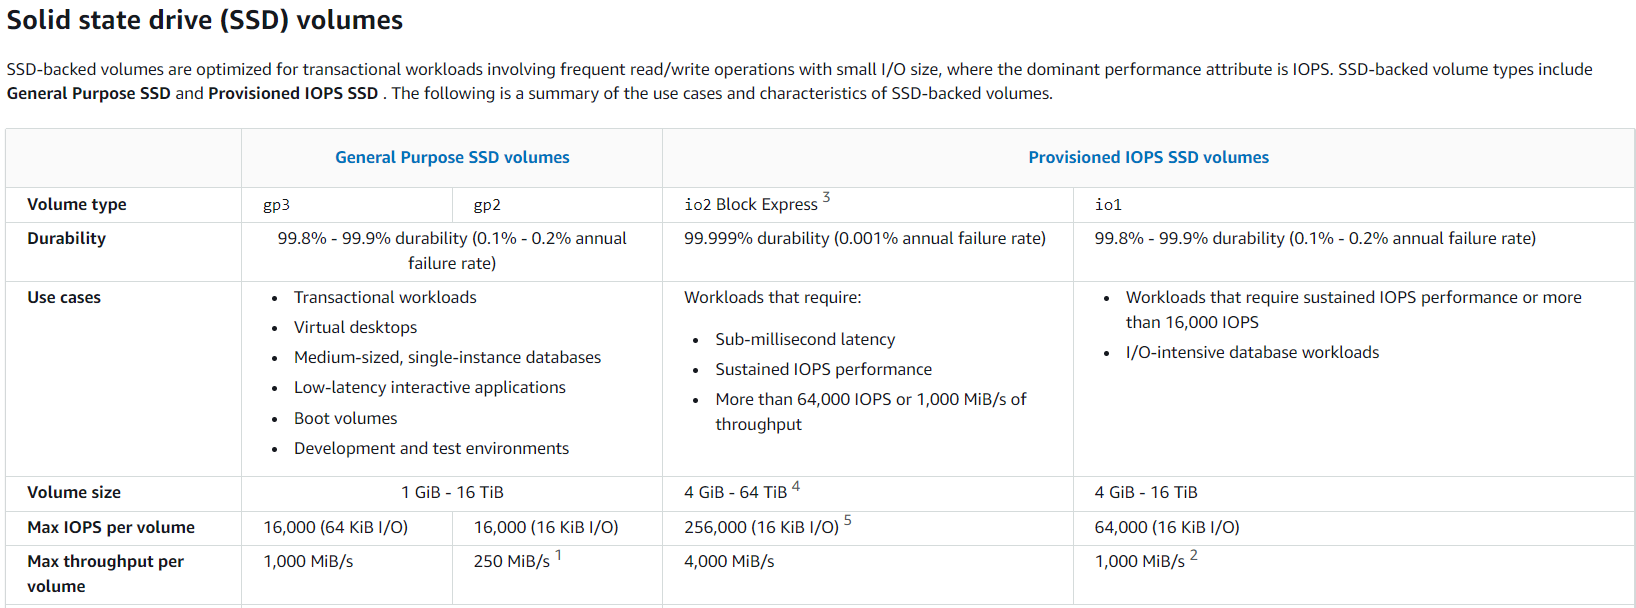 Solid state drive (SSD) volumes
SSD-backed volumes are optimized for transactional workloads involving frequent read/write operations with small I/O size, where the dominant performance attribute is IOPS. SSD-backed volume types include
General Purpose SSD and Provisioned IOPS SSD . The following is a summary of the use cases and characteristics of SSD-backed volumes.
General Purpose SSD volumes
Provisioned IOPS SSD volumes
Volume type
gp3
gp2
io2 Block Express 3
io1
Durability
99.8% - 99.9% durability (0.1% - 0.2% annual
failure rate)
99.999% durability (0.001% annual failure rate)
99.8% - 99.9% durability (0.1% - 0.2% annual failure rate)
Use cases
• Transactional workloads
• Virtual desktops
• Medium-sized, single-instance databases
• Low-latency interactive applications
• Boot volumes
• Development and test environments
Workloads that require:
• Sub-millisecond latency
• Sustained IOPS performance
• More than 64,000 IOPS or 1,000 MiB/s of
throughput
• Workloads that require sustained IOPS performance or more
than 16,000 IOPS
• I/O-intensive database workloads
Volume size
1 GiB - 16 TiB
4 GiB - 64 TiB 4
4 GiB - 16 TiB
Max IOPS per volume
16,000 (64 KiB I/O)
16,000 (16 KiB I/O)
256,000 (16 KiB I/O) 5
64,000 (16 KiB I/O)
Max throughput per
volume
1,000 MiB/s
250 MiB/s 1
4,000 MiB/s
1,000 MiB/s 2